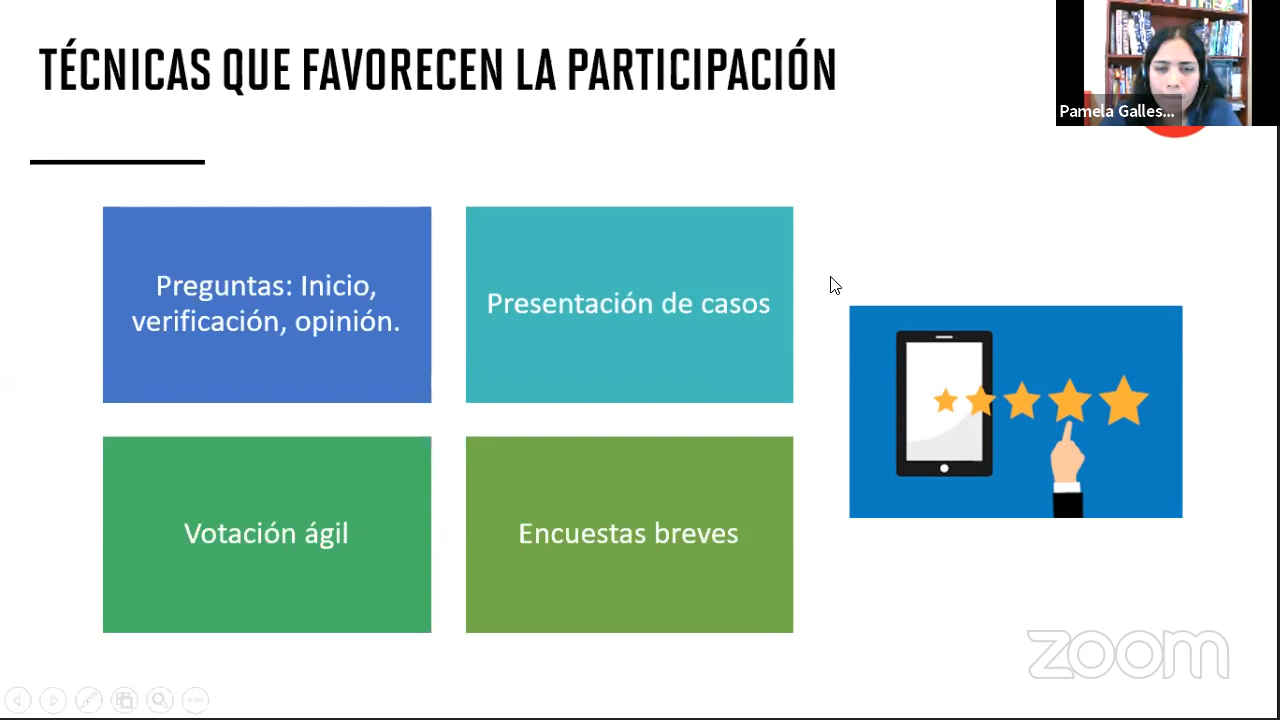 TÉCNICAS QUE FAVORECEN LA PARTICIPACIÓN
Pamela Galles...
Preguntas: Inicio,
verificación, opinión.
Presentación de casos
Votación ágil
Encuestas breves
zoom